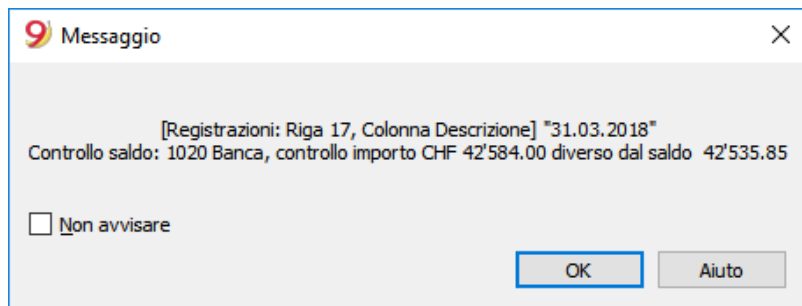 9 Messaggio
[Registrazioni: Riga 17, Colonna Descrizione] "31.03.2018"
Controllo saldo: 1020 Banca, controllo importo CHF 42'584.00 diverso dal saldo  42'535.85
Non avvisare
OK
Aiuto